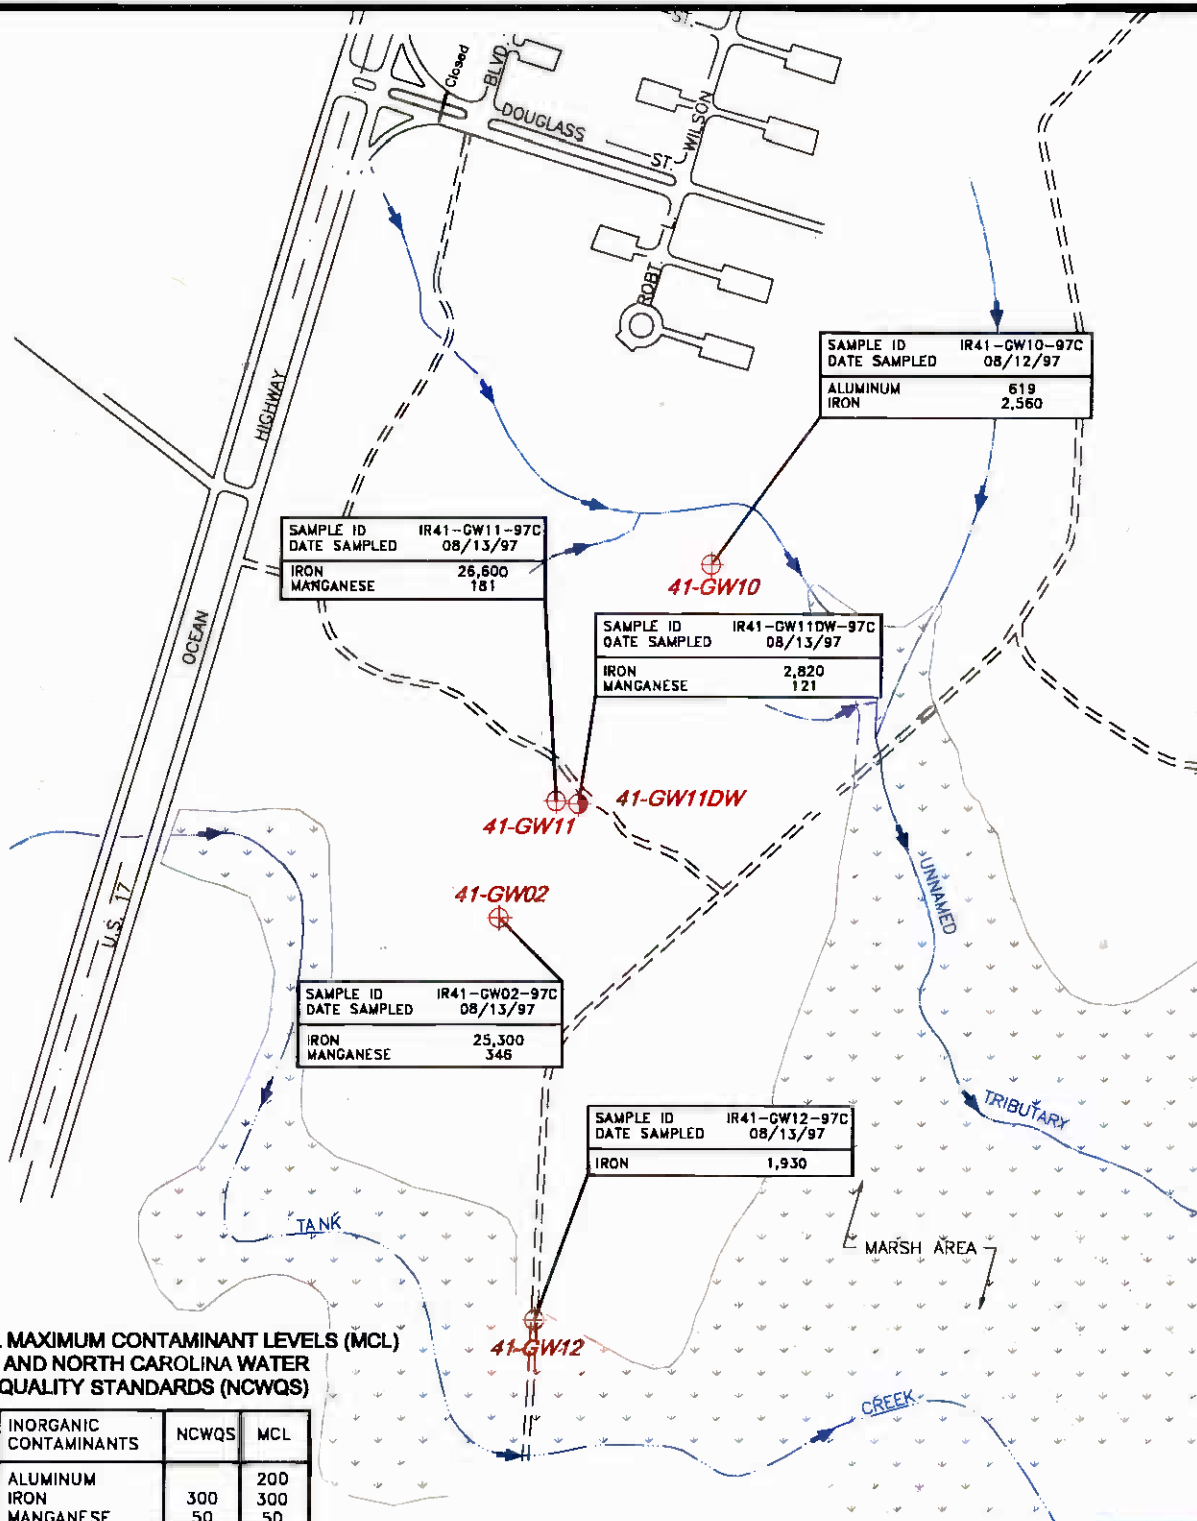 ST.
Closed
BLVD.
DOUGLASS
ST.
WILSON
ROBT.
HIGHWAY
OCEAN
U.S. 17
SAMPLE ID IR41-GW10-97C
DATE SAMPLED 08/12/97
ALUMINUM 619
IRON 2,560
SAMPLE ID IR41-GW11-97C
DATE SAMPLED 08/13/97
IRON 26,600
MANGANESE 181
41-GW10
SAMPLE ID IR41-GW11DW-97C
DATE SAMPLED 08/13/97
IRON 2,820
MANGANESE 121
41-GW11DW
41-GW11
41-GW02
UNNAMED
SAMPLE ID IR41-GW02-97C
DATE SAMPLED 08/13/97
IRON 25,300
MANGANESE 346
TRIBUTARY
SAMPLE ID IR41-GW12-97C
DATE SAMPLED 08/13/97
IRON 1,930
TANK
MARSH AREA
41-GW12
CREEK
MAXIMUM CONTAMINANT LEVELS (MCL)
AND NORTH CAROLINA WATER
QUALITY STANDARDS (NCWQS)
INORGANIC CONTAMINANTS NCWQS MCL
ALUMINUM 200
IRON 300 300
MANGANESE 50 50